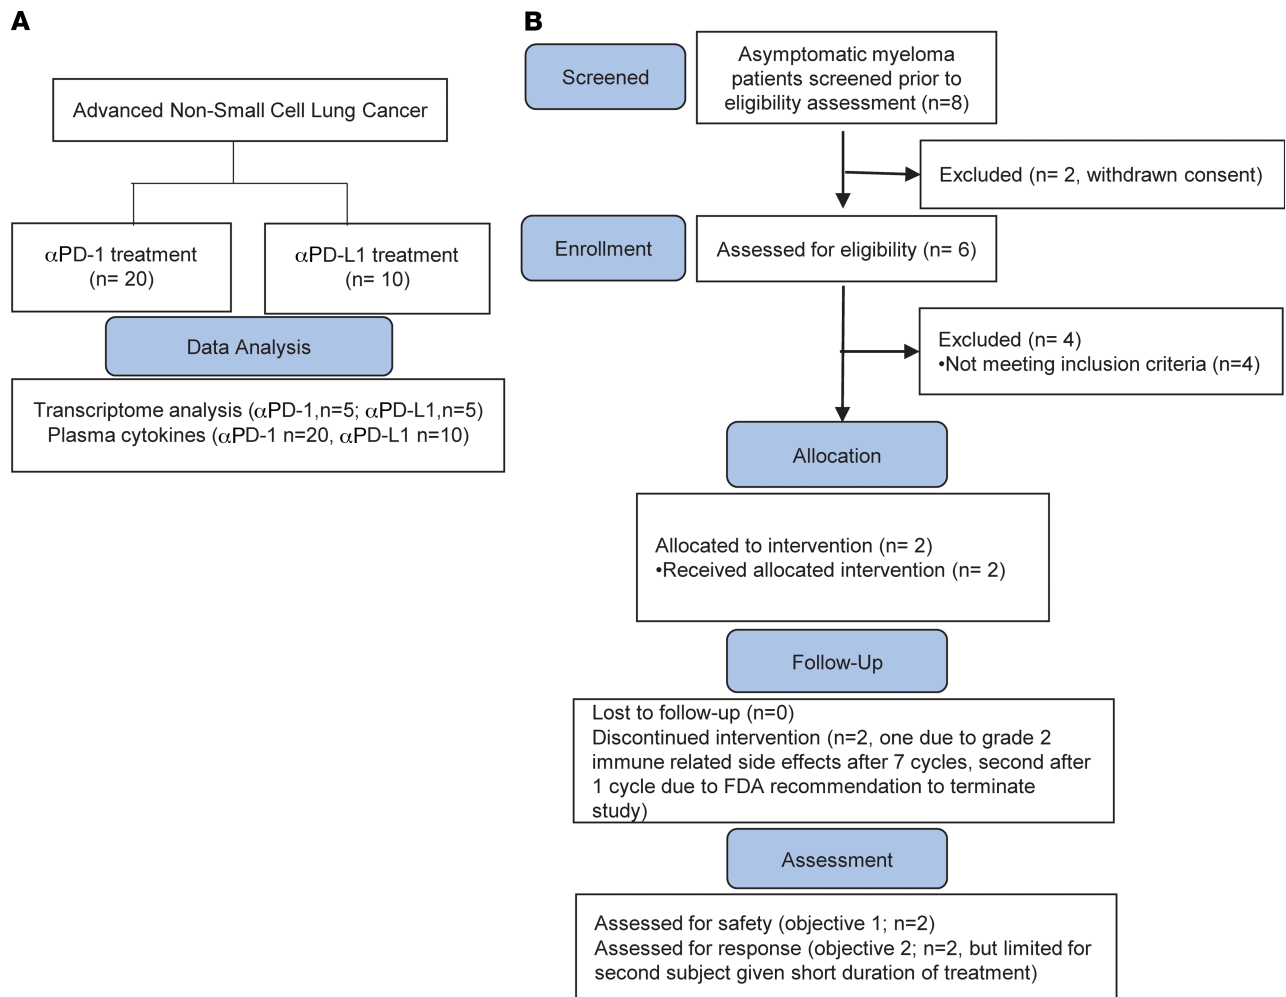 A
Advanced Non-Small Cell Lung Cancer
αPD-1 treatment
(n= 20)
αPD-L1 treatment
(n= 10)
Data Analysis
Transcriptome analysis (αPD-1,n=5; αPD-L1,n=5)
Plasma cytokines (αPD-1 n=20, αPD-L1 n=10)
B
Screened
Asymptomatic myeloma
patients screened prior to
eligibility assessment (n=8)
Excluded (n= 2, withdrawn consent)
Enrollment
Assessed for eligibility (n= 6)
Excluded (n= 4)
•Not meeting inclusion criteria (n=4)
Allocation
Allocated to intervention (n= 2)
•Received allocated intervention (n= 2)
Follow-Up
Lost to follow-up (n=0)
Discontinued intervention (n=2, one due to grade 2
immune related side effects after 7 cycles, second after
1 cycle due to FDA recommendation to terminate
study)
Assessment
Assessed for safety (objective 1; n=2)
Assessed for response (objective 2; n=2, but limited for
second subject given short duration of treatment)